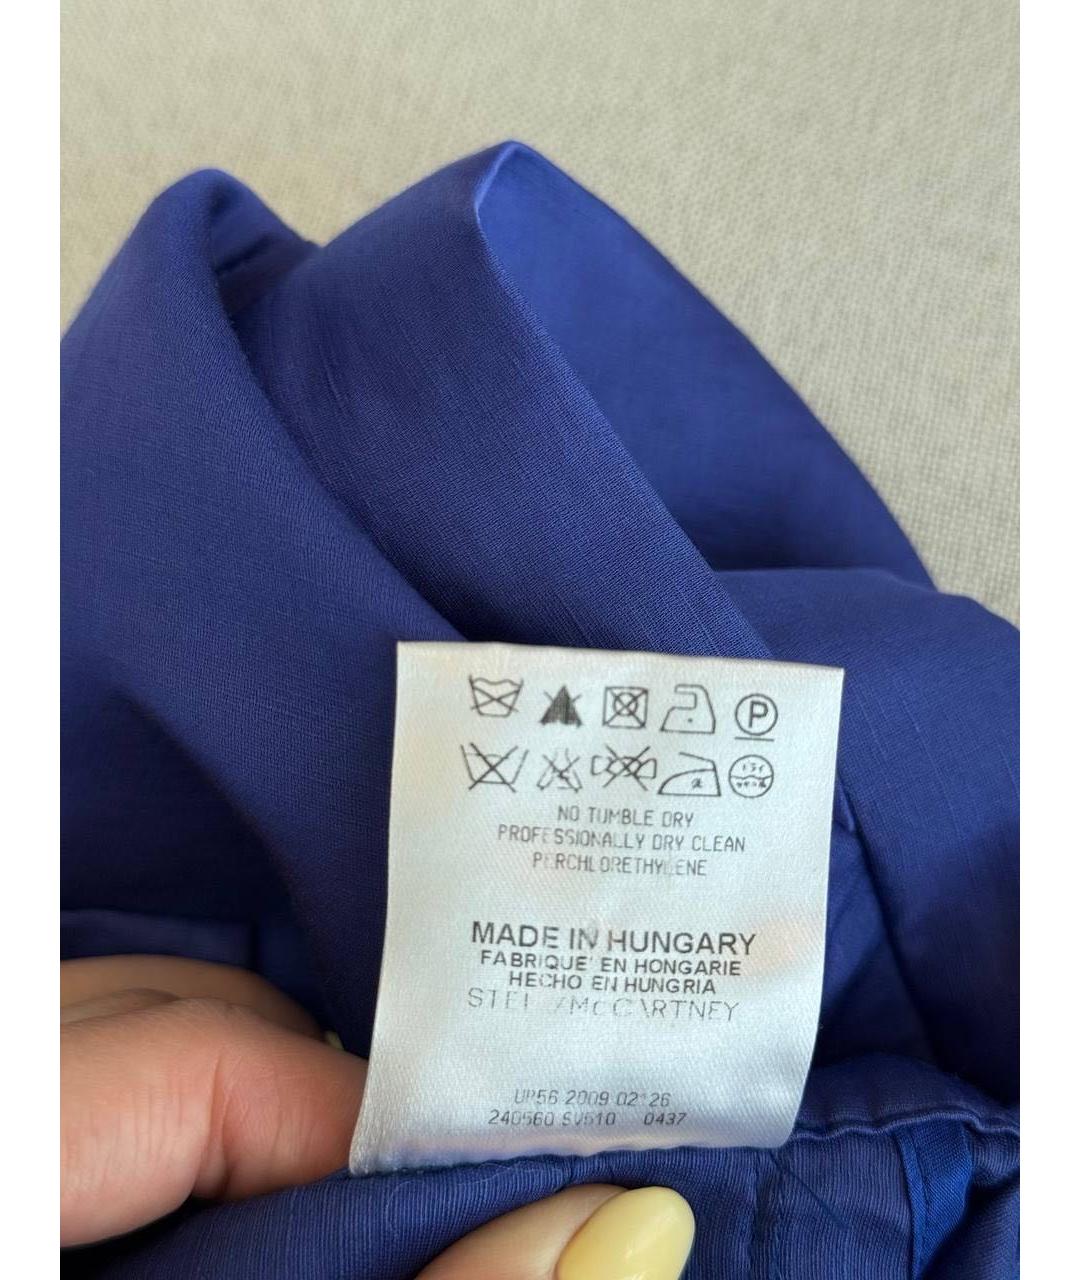 P
NO TUMBLE DRY
PROFESSIONALLY DRY CLEAN
PERCHLORETHYLENE
MADE IN HUNGARY
FABRIQUE' EN HONGARIE
HECHO EN HUNGRIA
McCARTNEY
UP56 2009 02 26
240560 SV510 0437